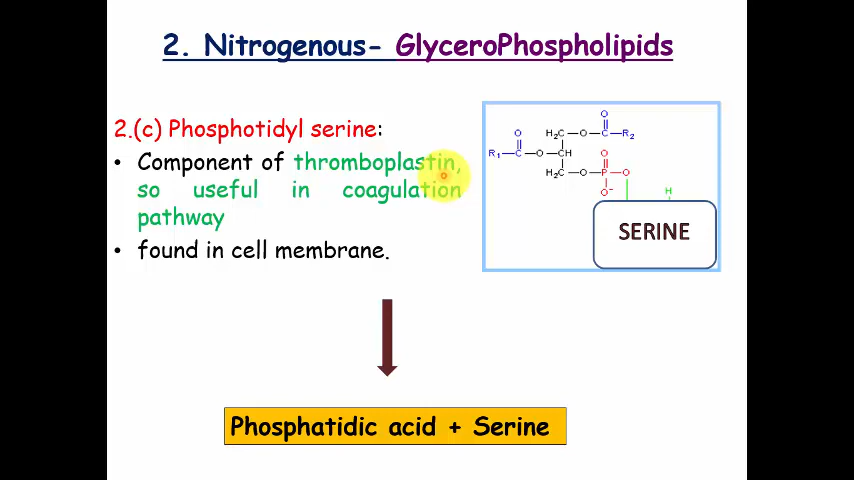 2. Nitrogenous- GlyceroPhospholipids
2.(c) Phosphotidyl serine:
• Component of thromboplastin,
so useful in coagulation
pathway
• found in cell membrane.
O
H₂C—O—C—R₂
O
R₁—C—O—CH
O
H₂C—O—P—O
O⁻
H
SERINE
Phosphatidic acid + Serine